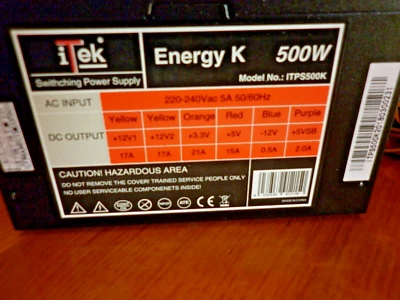 iTek
Energy K 500W
Swithching Power Supply
Model No.: ITPS500K
AC INPUT 220-240Vac 5A 50/60Hz
DC OUTPUT
Yellow Yellow Orange Red Blue Purple
+12V1 +12V2 +3.3V +5V -12V +5VSB
17A 17A 21A 15A 0.5A 2.0A
CAUTION! HAZARDOUS AREA
DO NOT REMOVE THE COVER! TRAINED SERVICE PEOPLE ONLY
NO USER SERVICEABLE COMPONENETS INSIDE!